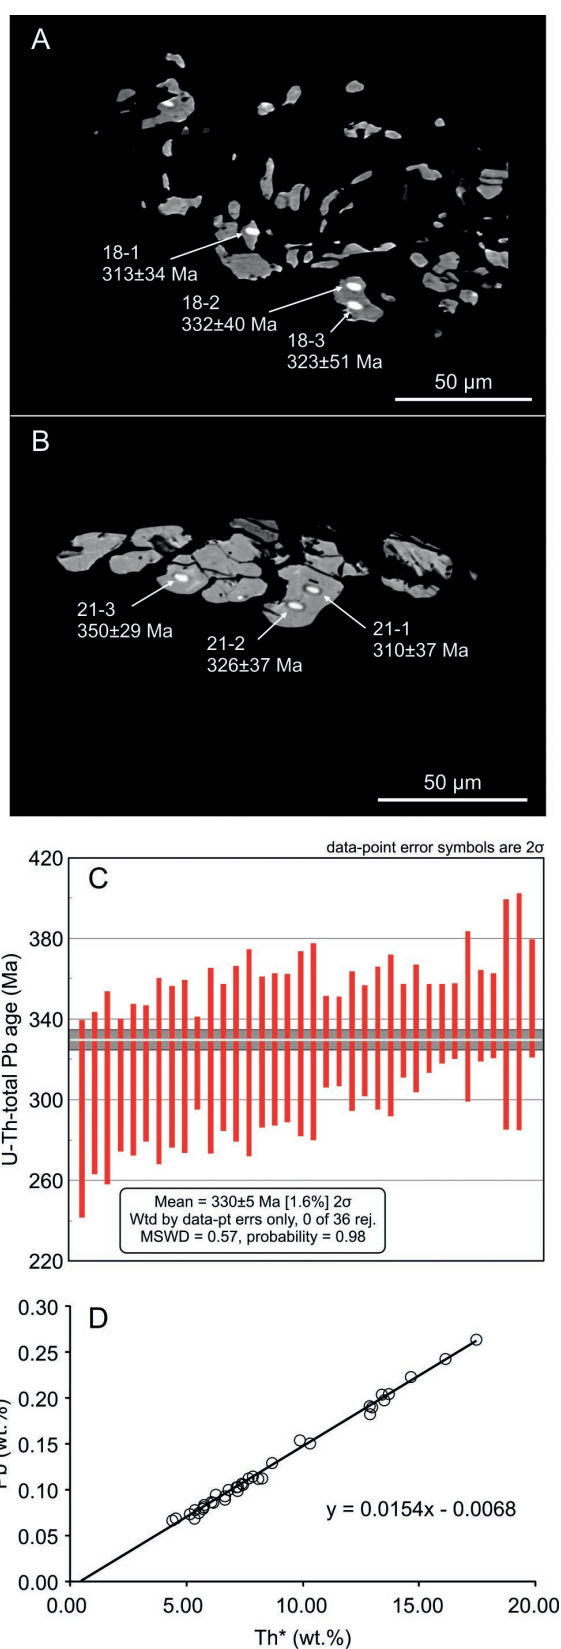 A
18-1
313±34 Ma
18-2
332±40 Ma
18-3
323±51 Ma
50 µm
B
21-3
350±29 Ma
21-2
326±37 Ma
21-1
310±37 Ma
50 µm
data-point error symbols are 2σ
C
U-Th-total Pb age (Ma)
420
380
340
300
260
220
Mean = 330±5 Ma [1.6%] 2σ
Wtd by data-pt errs only, 0 of 36 rej.
MSWD = 0.57, probability = 0.98
D
Pb (wt.%)
0.30
0.25
0.20
0.15
0.10
0.05
0.00
y = 0.0154x - 0.0068
0.00 5.00 10.00 15.00 20.00
Th* (wt.%)